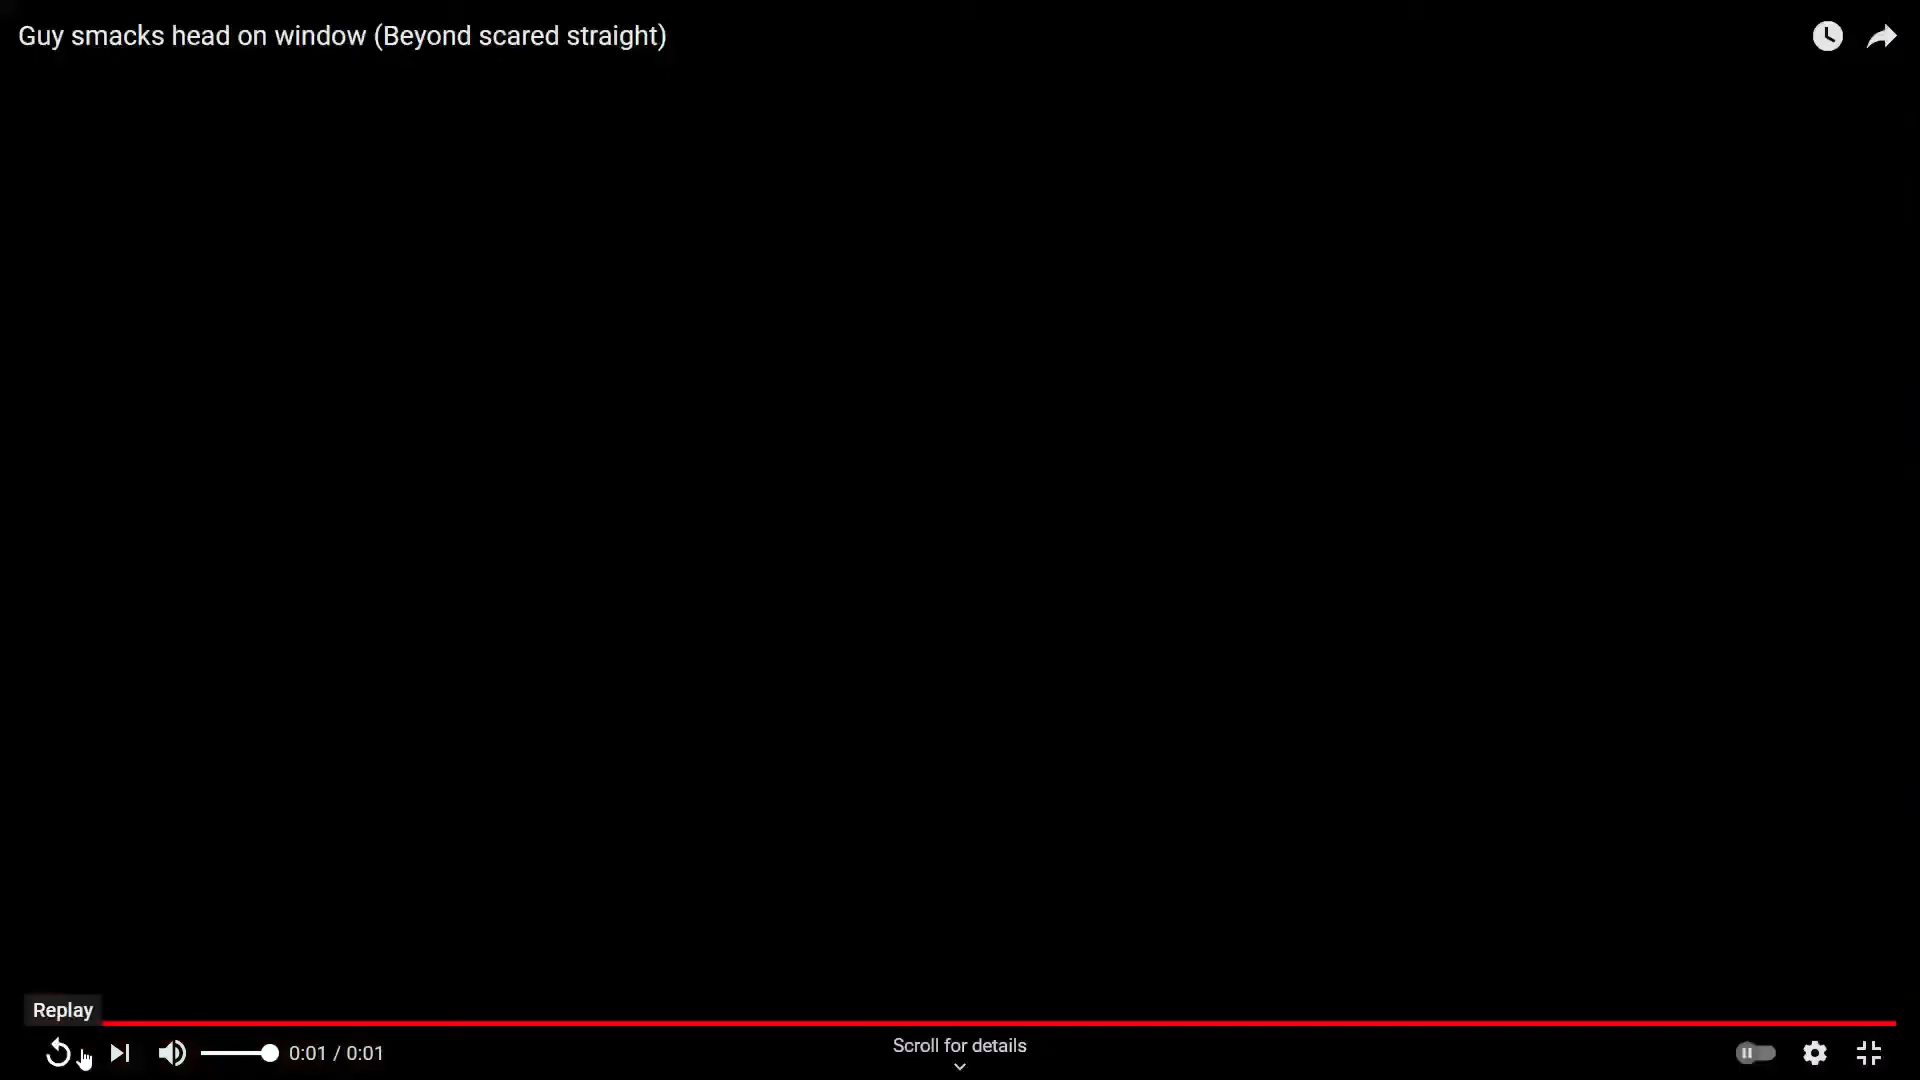 Guy smacks head on window (Beyond scared straight)
Replay
0:01 / 0:01
Scroll for details